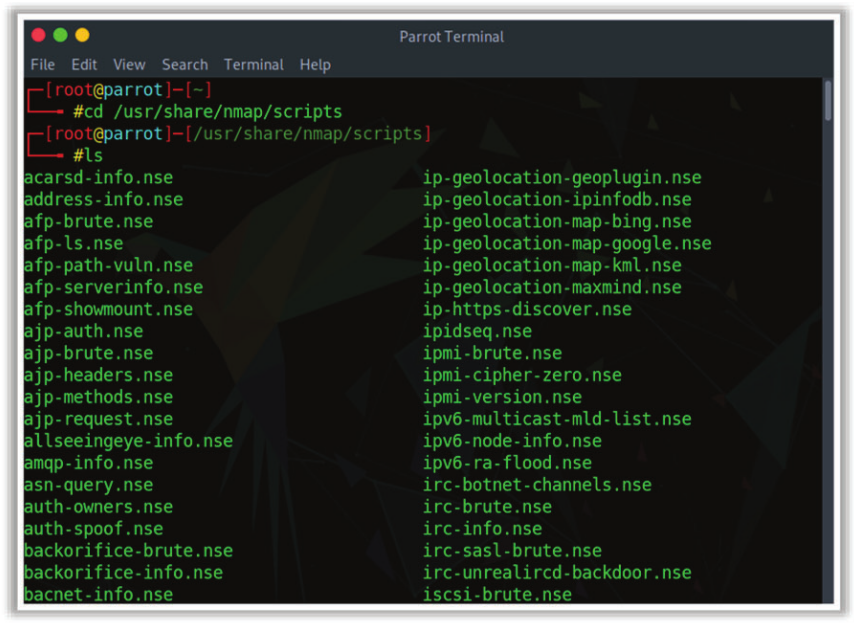 Parrot Terminal
File Edit View Search Terminal Help
┌─[root@parrot]─[~]
└──╼ #cd /usr/share/nmap/scripts
┌─[root@parrot]─[/usr/share/nmap/scripts]
└──╼ #ls
acarsd-info.nse ip-geolocation-geoplugin.nse
address-info.nse ip-geolocation-ipinfodb.nse
afp-brute.nse ip-geolocation-map-bing.nse
afp-ls.nse ip-geolocation-map-google.nse
afp-path-vuln.nse ip-geolocation-map-kml.nse
afp-serverinfo.nse ip-geolocation-maxmind.nse
afp-showmount.nse ip-https-discover.nse
ajp-auth.nse ipidseq.nse
ajp-brute.nse ipmi-brute.nse
ajp-headers.nse ipmi-cipher-zero.nse
ajp-methods.nse ipmi-version.nse
ajp-request.nse ipv6-multicast-mld-list.nse
allseeingeye-info.nse ipv6-node-info.nse
amqp-info.nse ipv6-ra-flood.nse
asn-query.nse irc-botnet-channels.nse
auth-owners.nse irc-brute.nse
auth-spoof.nse irc-info.nse
backorifice-brute.nse irc-sasl-brute.nse
backorifice-info.nse irc-unrealircd-backdoor.nse
bacnet-info.nse iscsi-brute.nse